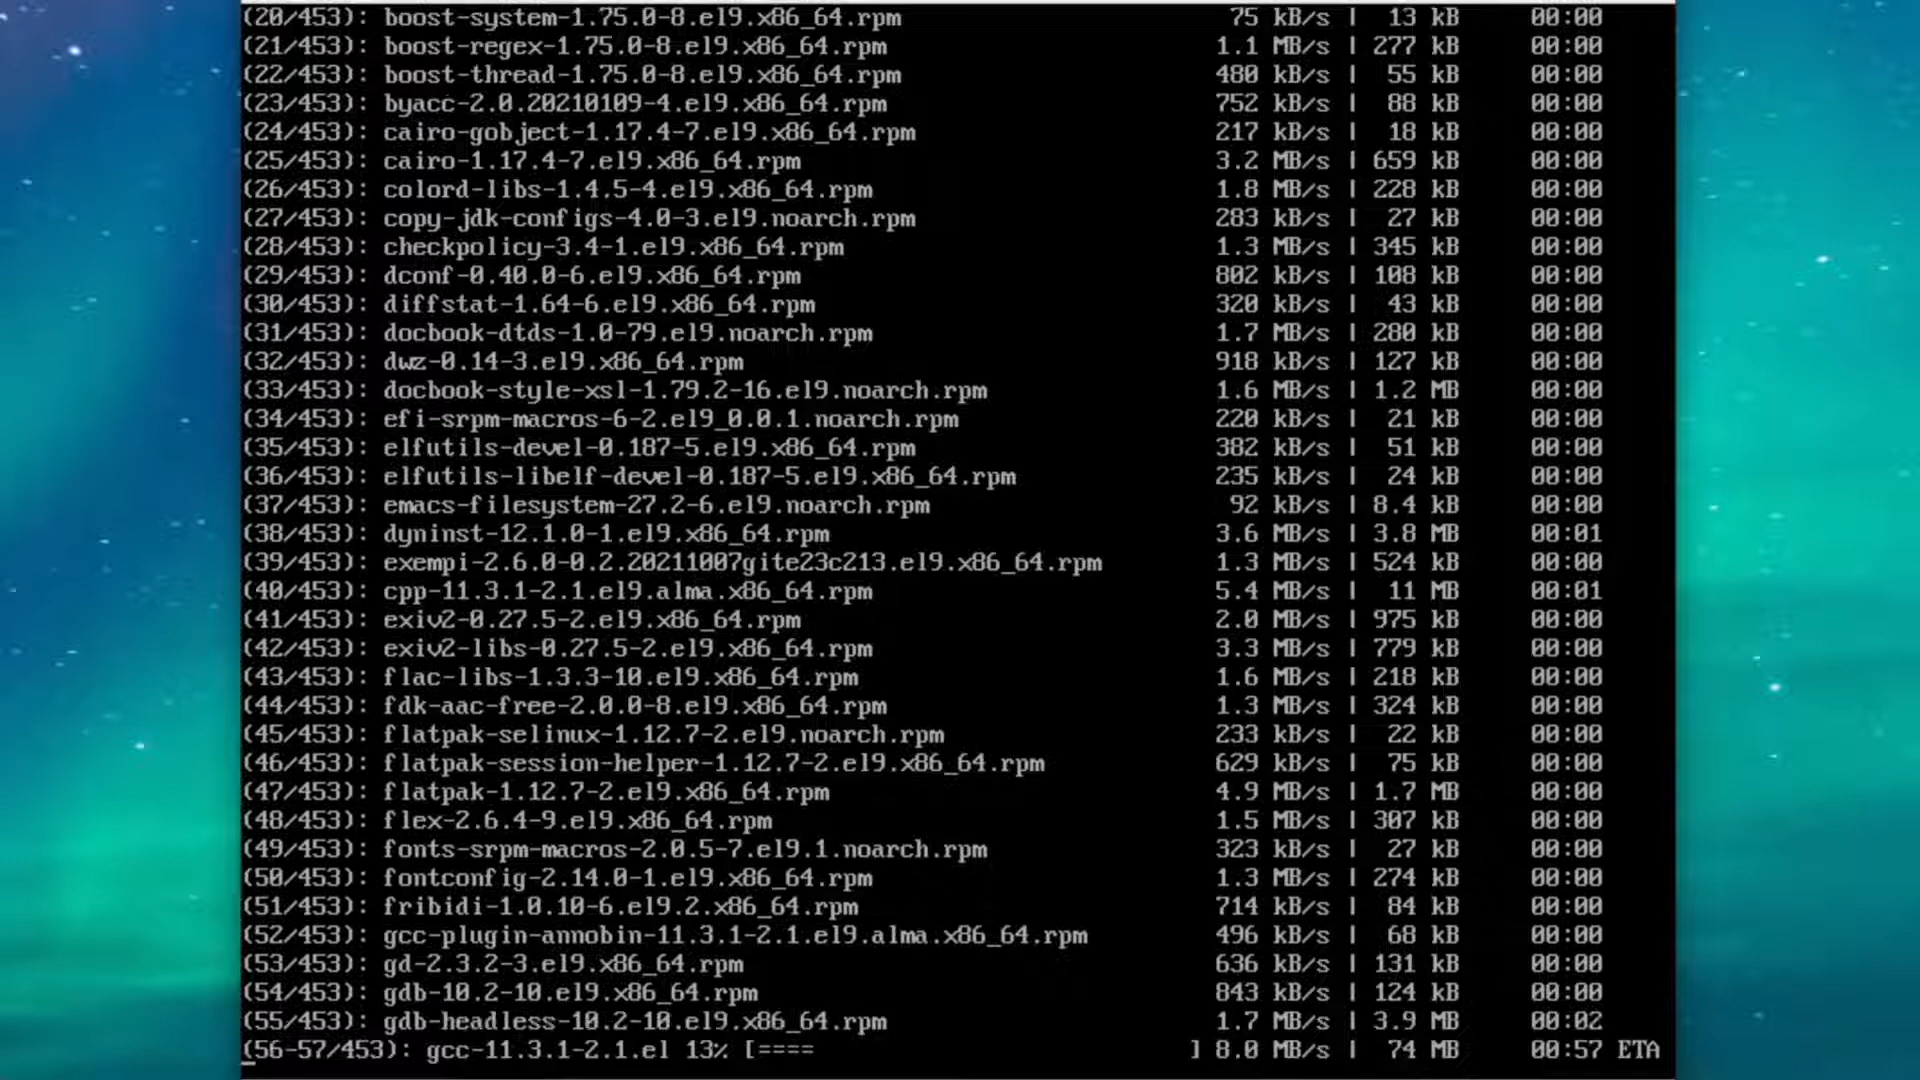 (20/453): boost-system-1.75.0-8.el9.x86_64.rpm 75 kB/s | 13 kB 00:00
(21/453): boost-regex-1.75.0-8.el9.x86_64.rpm 1.1 MB/s | 277 kB 00:00
(22/453): boost-thread-1.75.0-8.el9.x86_64.rpm 480 kB/s | 55 kB 00:00
(23/453): byacc-2.0.20210109-4.el9.x86_64.rpm 752 kB/s | 88 kB 00:00
(24/453): cairo-gobject-1.17.4-7.el9.x86_64.rpm 217 kB/s | 18 kB 00:00
(25/453): cairo-1.17.4-7.el9.x86_64.rpm 3.2 MB/s | 659 kB 00:00
(26/453): colord-libs-1.4.5-4.el9.x86_64.rpm 1.8 MB/s | 228 kB 00:00
(27/453): copy-jdk-configs-4.0-3.el9.noarch.rpm 283 kB/s | 27 kB 00:00
(28/453): checkpolicy-3.4-1.el9.x86_64.rpm 1.3 MB/s | 345 kB 00:00
(29/453): dconf-0.40.0-6.el9.x86_64.rpm 802 kB/s | 108 kB 00:00
(30/453): diffstat-1.64-6.el9.x86_64.rpm 320 kB/s | 43 kB 00:00
(31/453): docbook-dtds-1.0-79.el9.noarch.rpm 1.7 MB/s | 280 kB 00:00
(32/453): dwz-0.14-3.el9.x86_64.rpm 918 kB/s | 127 kB 00:00
(33/453): docbook-style-xsl-1.79.2-16.el9.noarch.rpm 1.6 MB/s | 1.2 MB 00:00
(34/453): efi-srpm-macros-6-2.el9_0.0.1.noarch.rpm 220 kB/s | 21 kB 00:00
(35/453): elfutils-devel-0.187-5.el9.x86_64.rpm 382 kB/s | 51 kB 00:00
(36/453): elfutils-libelf-devel-0.187-5.el9.x86_64.rpm 235 kB/s | 24 kB 00:00
(37/453): emacs-filesystem-27.2-6.el9.noarch.rpm 92 kB/s | 8.4 kB 00:00
(38/453): dyninst-12.1.0-1.el9.x86_64.rpm 3.6 MB/s | 3.8 MB 00:01
(39/453): exempi-2.6.0-0.2.20211007gite23c213.el9.x86_64.rpm 1.3 MB/s | 524 kB 00:00
(40/453): cpp-11.3.1-2.1.el9.alma.x86_64.rpm 5.4 MB/s | 11 MB 00:01
(41/453): exiv2-0.27.5-2.el9.x86_64.rpm 2.0 MB/s | 975 kB 00:00
(42/453): exiv2-libs-0.27.5-2.el9.x86_64.rpm 3.3 MB/s | 779 kB 00:00
(43/453): flac-libs-1.3.3-10.el9.x86_64.rpm 1.6 MB/s | 218 kB 00:00
(44/453): fdk-aac-free-2.0.0-8.el9.x86_64.rpm 1.3 MB/s | 324 kB 00:00
(45/453): flatpak-selinux-1.12.7-2.el9.noarch.rpm 233 kB/s | 22 kB 00:00
(46/453): flatpak-session-helper-1.12.7-2.el9.x86_64.rpm 629 kB/s | 75 kB 00:00
(47/453): flatpak-1.12.7-2.el9.x86_64.rpm 4.9 MB/s | 1.7 MB 00:00
(48/453): flex-2.6.4-9.el9.x86_64.rpm 1.5 MB/s | 307 kB 00:00
(49/453): fonts-srpm-macros-2.0.5-7.el9.1.noarch.rpm 323 kB/s | 27 kB 00:00
(50/453): fontconfig-2.14.0-1.el9.x86_64.rpm 1.3 MB/s | 274 kB 00:00
(51/453): fribidi-1.0.10-6.el9.2.x86_64.rpm 714 kB/s | 84 kB 00:00
(52/453): gcc-plugin-annobin-11.3.1-2.1.el9.alma.x86_64.rpm 496 kB/s | 68 kB 00:00
(53/453): gd-2.3.2-3.el9.x86_64.rpm 636 kB/s | 131 kB 00:00
(54/453): gdb-10.2-10.el9.x86_64.rpm 843 kB/s | 124 kB 00:00
(55/453): gdb-headless-10.2-10.el9.x86_64.rpm 1.7 MB/s | 3.9 MB 00:02
(56-57/453): gcc-11.3.1-2.1.el 13% [==== ] 8.0 MB/s | 74 MB 00:57 ETA